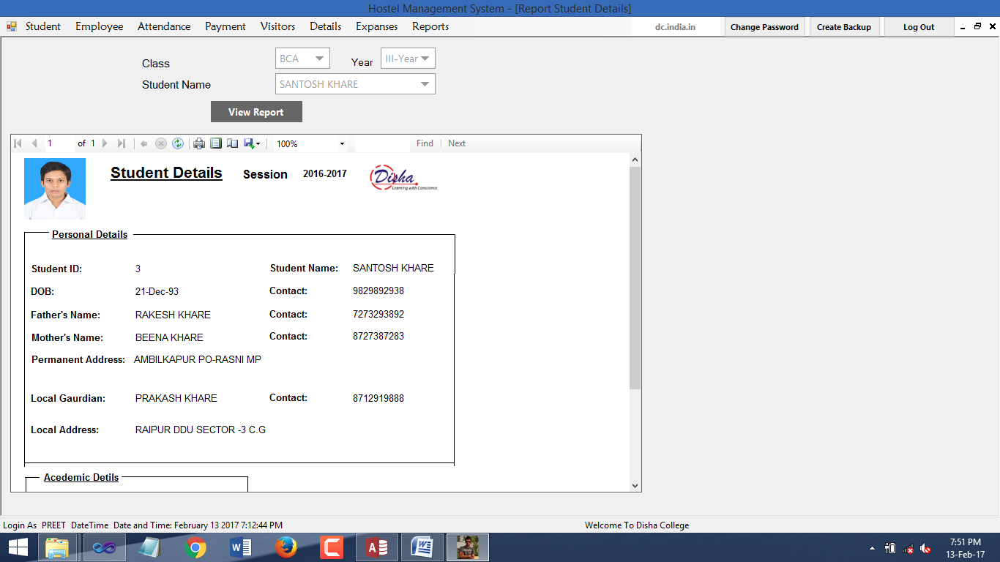 Hostel Management System - [Report Student Details]
Student Employee Attendance Payment Visitors Details Expanses Reports dc.india.in Change Password Create Backup Log Out
Class BCA Year III-Year
Student Name SANTOSH KHARE
View Report
1 of 1 100% Find Next
Student Details Session 2016-2017 Disha
Learning with Conscience
Personal Details
Student ID: 3 Student Name: SANTOSH KHARE
DOB: 21-Dec-93 Contact: 9829892938
Father's Name: RAKESH KHARE Contact: 7273293892
Mother's Name: BEENA KHARE Contact: 8727387283
Permanent Address: AMBILKAPUR PO-RASNI MP
Local Gaurdian: PRAKASH KHARE Contact: 8712919888
Local Address: RAIPUR DDU SECTOR -3 C.G
Acedemic Detils
Login As PREET DateTime Date and Time: February 13 2017 7:12:44 PM Welcome To Disha College
7:51 PM
13-Feb-17